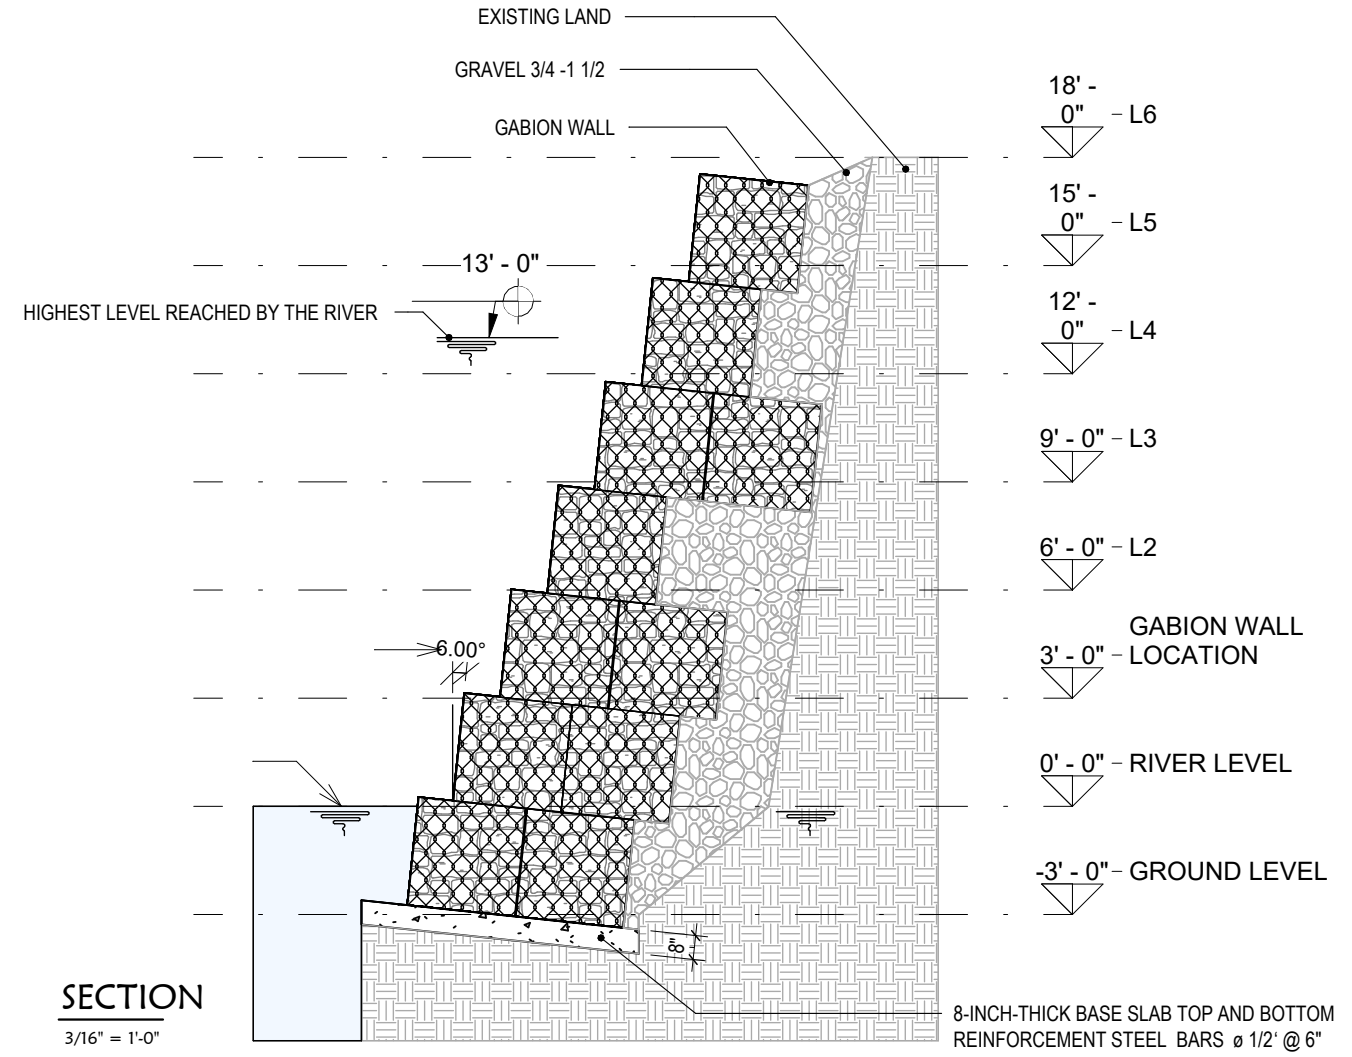 EXISTING LAND
GRAVEL 3/4 -1 1/2
GABION WALL
18' -
0" L6
15' -
0" L5
13' - 0"
HIGHEST LEVEL REACHED BY THE RIVER
12' -
0" L4
9' - 0" L3
6' - 0" L2
GABION WALL
3' - 0" LOCATION
6.00°
0' - 0" RIVER LEVEL
-3' - 0" GROUND LEVEL
8"
SECTION
3/16" = 1'-0"
8-INCH-THICK BASE SLAB TOP AND BOTTOM
REINFORCEMENT STEEL BARS ø 1/2' @ 6"